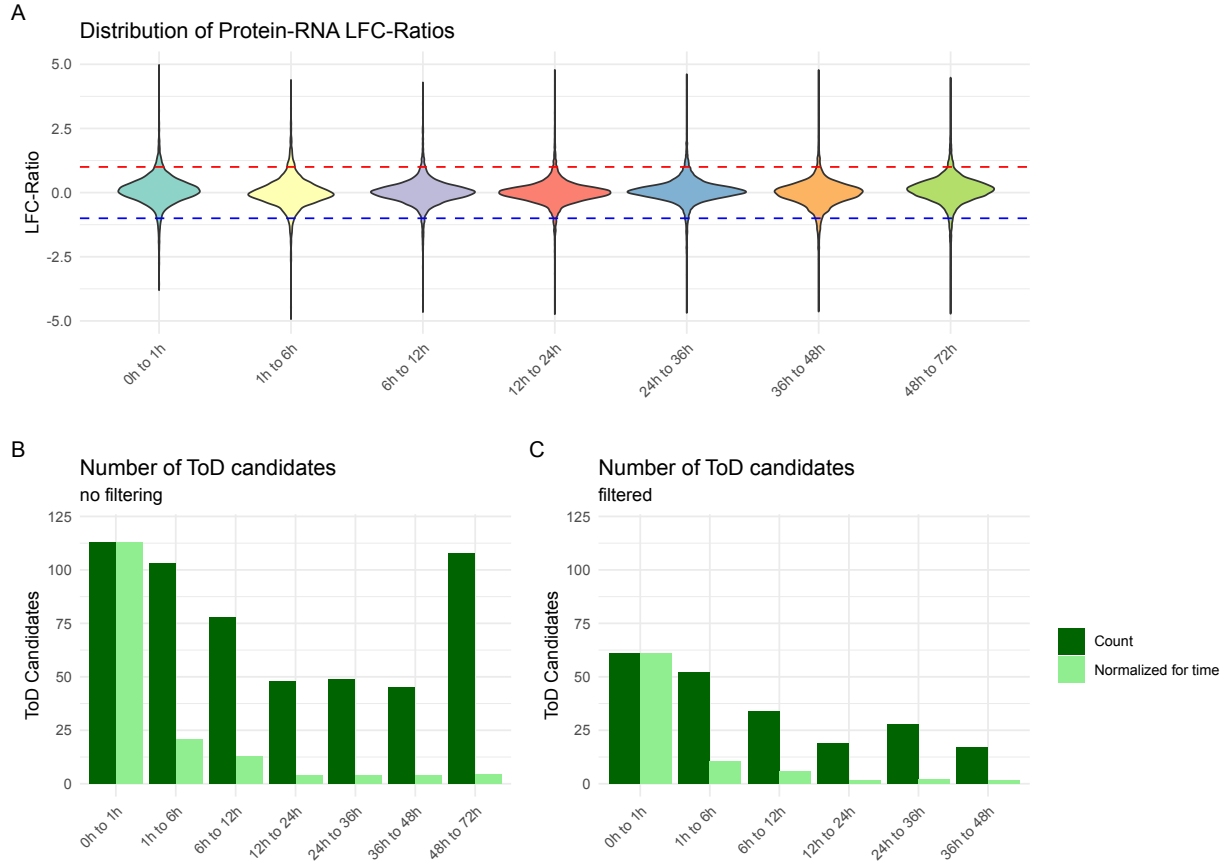 A
Distribution of Protein-RNA LFC-Ratios
LFC-Ratio
5.0
2.5
0.0
-2.5
-5.0
0h to 1h
1h to 6h
6h to 12h
12h to 24h
24h to 36h
36h to 48h
48h to 72h
B
Number of ToD candidates
no filtering
ToD Candidates
125
100
75
50
25
0
0h to 1h
1h to 6h
6h to 12h
12h to 24h
24h to 36h
36h to 48h
48h to 72h
C
Number of ToD candidates
filtered
ToD Candidates
125
100
75
50
25
0
0h to 1h
1h to 6h
6h to 12h
12h to 24h
24h to 36h
36h to 48h
Count
Normalized for time